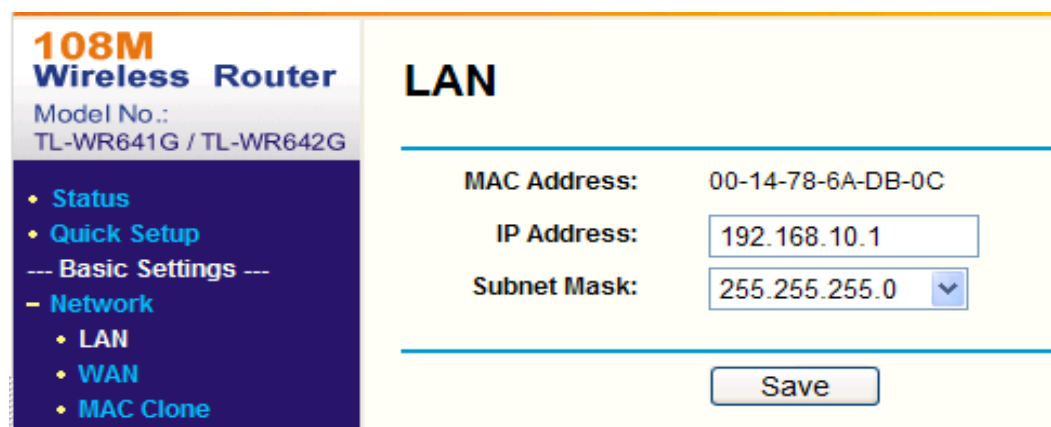 108M
Wireless Router
Model No.:
TL-WR641G / TL-WR642G
• Status
• Quick Setup
--- Basic Settings ---
– Network
• LAN
• WAN
• MAC Clone
LAN
MAC Address: 00-14-78-6A-DB-0C
IP Address: 192.168.10.1
Subnet Mask: 255.255.255.0
Save